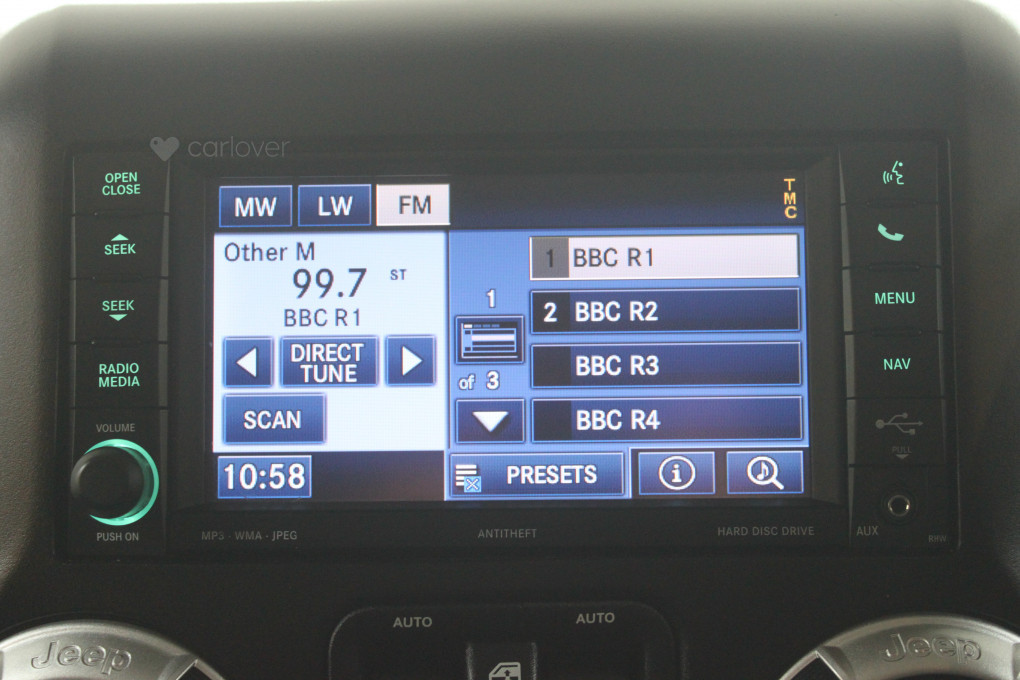 carlover
OPEN
CLOSE
SEEK
SEEK
RADIO
MEDIA
VOLUME
PUSH ON
MW
LW
FM
TMC
Other M
99.7
ST
BBC R1
DIRECT
TUNE
SCAN
10:58
1
of 3
1 BBC R1
2 BBC R2
BBC R3
BBC R4
PRESETS
i
MENU
NAV
PULL
AUX
RHW
MP3 - WMA - JPEG
ANTITHEFT
HARD DISC DRIVE
AUTO
AUTO
Jeep
Jeep